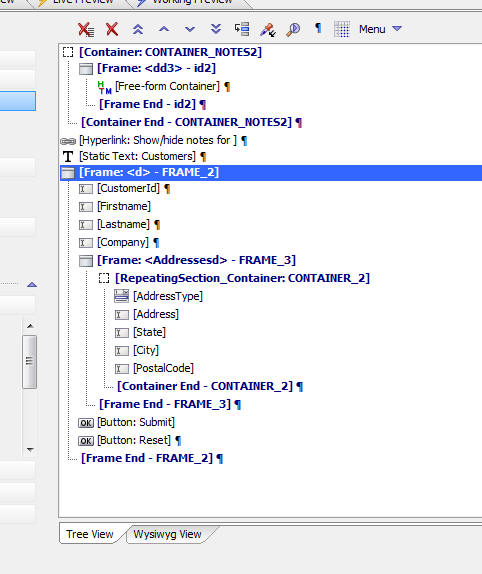 ew
Live Preview
Working Preview
¶ Menu
[Container: CONTAINER_NOTES2]
[Frame: <dd3> - id2]
HTM [Free-form Container] ¶
[Frame End - id2] ¶
[Container End - CONTAINER_NOTES2] ¶
[Hyperlink: Show/hide notes for ] ¶
T [Static Text: Customers] ¶
[Frame: <d> - FRAME_2]
[CustomerId] ¶
[Firstname]
[Lastname] ¶
[Company] ¶
[Frame: <Addressesd> - FRAME_3]
[RepeatingSection_Container: CONTAINER_2]
[AddressType]
[Address]
[State]
[City]
[PostalCode]
[Container End - CONTAINER_2] ¶
[Frame End - FRAME_3] ¶
OK [Button: Submit]
OK [Button: Reset] ¶
[Frame End - FRAME_2] ¶
Tree View
Wysiwyg View